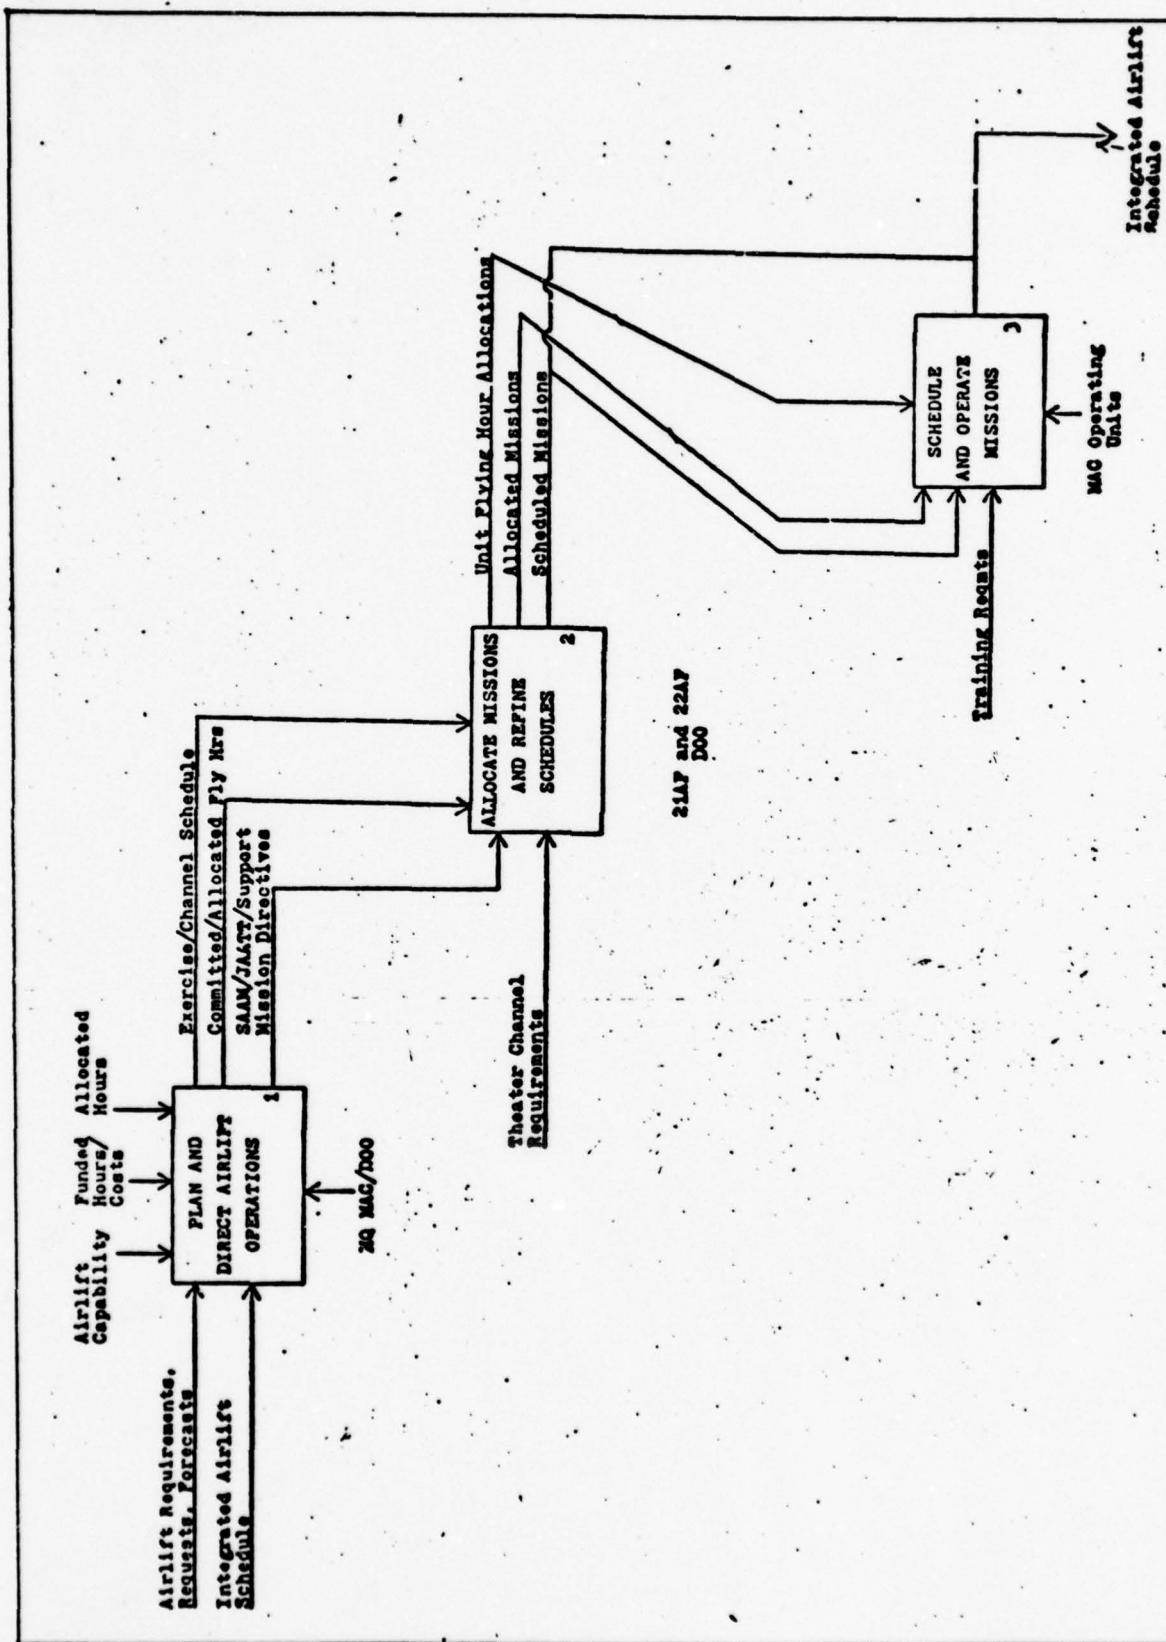 Airlift
Capability
Funded/
Hours/
Costs
Allocated
Hours
Airlift Requirements,
Requests, Forecasts
Integrated Airlift
Schedule
PLAN AND
DIRECT AIRLIFT
OPERATIONS
1
HQ MAC/DOO
Exercise/Channel Schedule
Committed/Allocated Fly Hrs
SAAM/JAATT/Support
Mission Directives
Theater Channel
Requirements
ALLOCATE MISSIONS
AND REFINE
SCHEDULES
2
21AF and 22AF
DOO
Unit Flying Hour Allocations
Allocated Missions
Scheduled Missions
Training Reqmts
SCHEDULE
AND OPERATE
MISSIONS
3
MAC Operating
Units
Integrated Airlift
Schedule